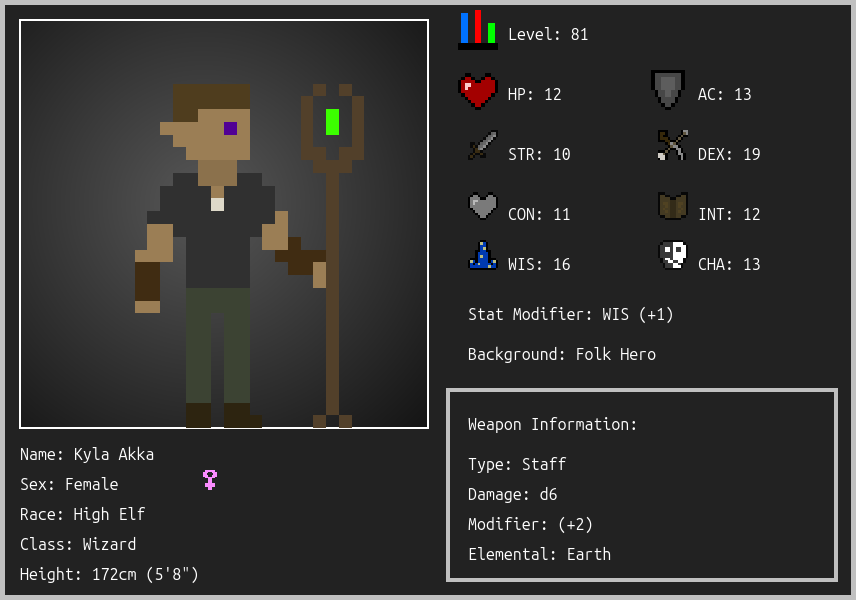 Level: 81
HP: 12
AC: 13
STR: 10
DEX: 19
CON: 11
INT: 12
WIS: 16
CHA: 13
Stat Modifier: WIS (+1)
Background: Folk Hero
Weapon Information:
Type: Staff
Damage: d6
Modifier: (+2)
Elemental: Earth
Name: Kyla Akka
Sex: Female
Race: High Elf
Class: Wizard
Height: 172cm (5'8")